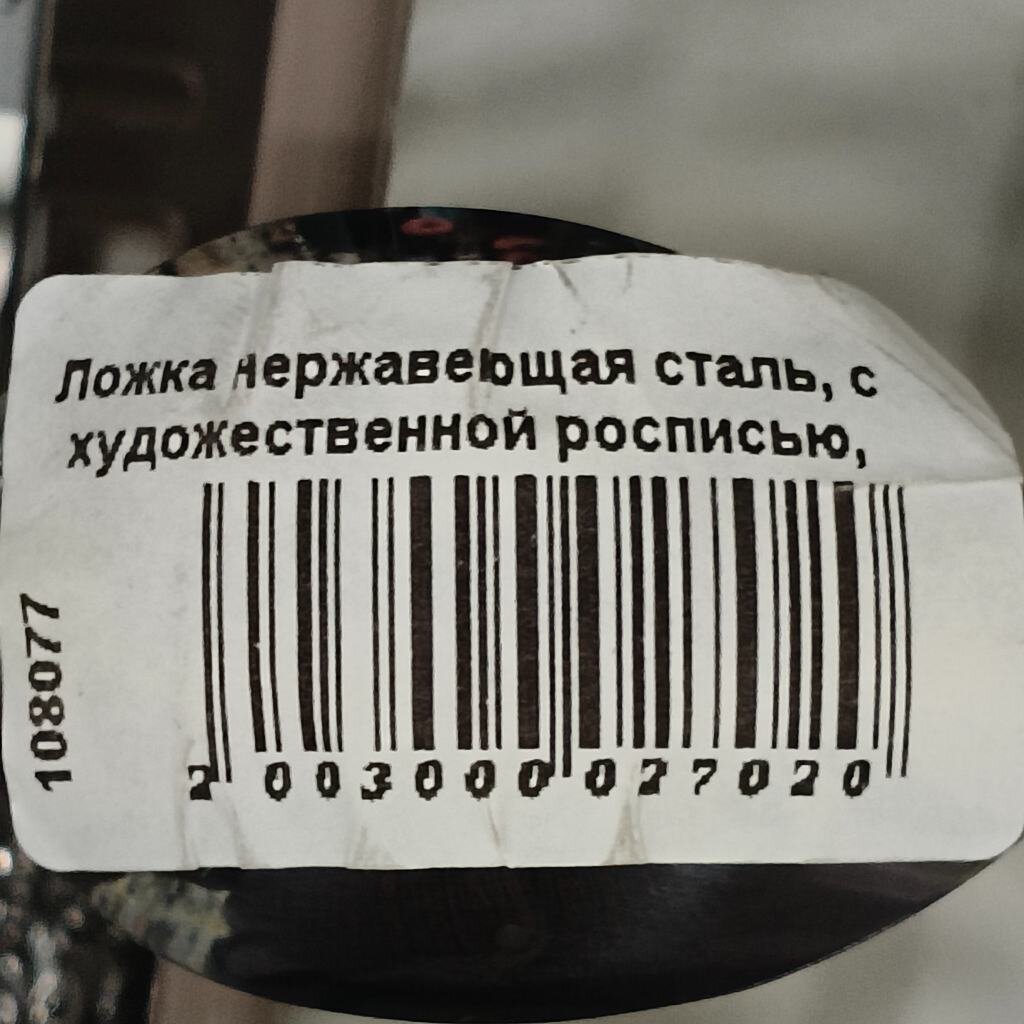 Ложка нержавеющая сталь, с
художественной росписью,
2 003000 027020
108077